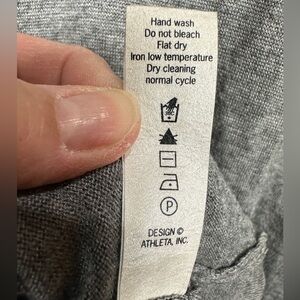 Hand wash
Do not bleach
Flat dry
Iron low temperature
Dry cleaning
normal cycle
P
DESIGN ©
ATHLETA, INC.